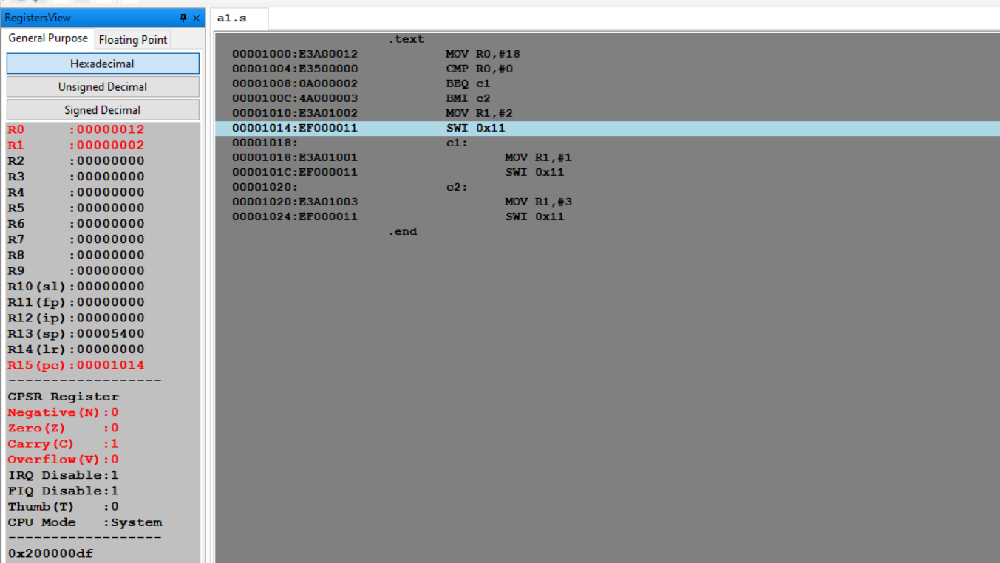 RegistersView
General Purpose
Floating Point
Hexadecimal
Unsigned Decimal
Signed Decimal
R0      :00000012
R1      :00000002
R2      :00000000
R3      :00000000
R4      :00000000
R5      :00000000
R6      :00000000
R7      :00000000
R8      :00000000
R9      :00000000
R10(sl):00000000
R11(fp):00000000
R12(ip):00000000
R13(sp):00005400
R14(lr):00000000
R15(pc):00001014
------------------
CPSR Register
Negative(N):0
Zero(Z)    :0
Carry(C)   :1
Overflow(V):0
IRQ Disable:1
FIQ Disable:1
Thumb(T)   :0
CPU Mode   :System
------------------
0x200000df
a1.s
.text
00001000:E3A00012 MOV R0,#18
00001004:E3500000 CMP R0,#0
00001008:0A000002 BEQ c1
0000100C:4A000003 BMI c2
00001010:E3A01002 MOV R1,#2
00001014:EF000011 SWI 0x11
00001018: c1:
00001018:E3A01001 MOV R1,#1
0000101C:EF000011 SWI 0x11
00001020: c2:
00001020:E3A01003 MOV R1,#3
00001024:EF000011 SWI 0x11
.end